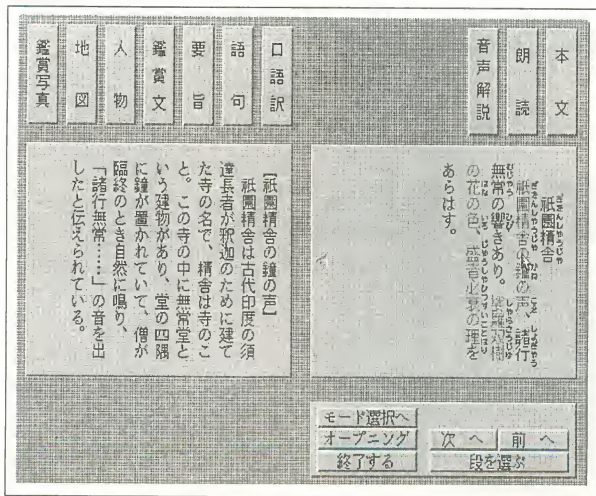 本文
朗読
音声解説
口語訳
語句
要旨
鑑賞文
人物
地図
鑑賞写真
祇園精舎
祇園精舎の鐘の声、諸行
無常の響きあり。娑羅双樹
の花の色、盛者必衰の理を
あらはす。
【祇園精舎の鐘の声】
祇園精舎は古代印度の須
達長者が釈迦のために建て
た寺の名で、精舎は寺のこ
と。この寺の中に無常堂と
いう建物があり、堂の四隅
に鐘が置かれていて、僧が
臨終のとき自然に鳴り、
「諸行無常……」の音を出
したと伝えられている。
モード選択へ
オープニング
終了する
次へ
前へ
段を選ぶ